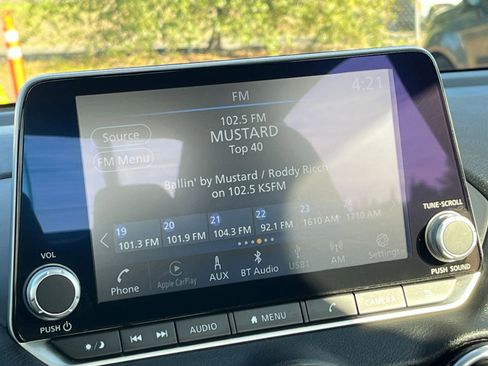 FM
4:21
102.5 FM
Source
MUSTARD
Top 40
FM Menu
Ballin' by Mustard / Roddy Ricch
on 102.5 KSFM
19 20 21 22 23 24
101.3 FM 101.9 FM 104.3 FM 92.1 FM 1610 AM 1710 AM
Phone Apple CarPlay AUX BT Audio USB1 AM Settings
VOL
PUSH
TUNE-SCROLL
PUSH SOUND
AUDIO MENU CAMERA